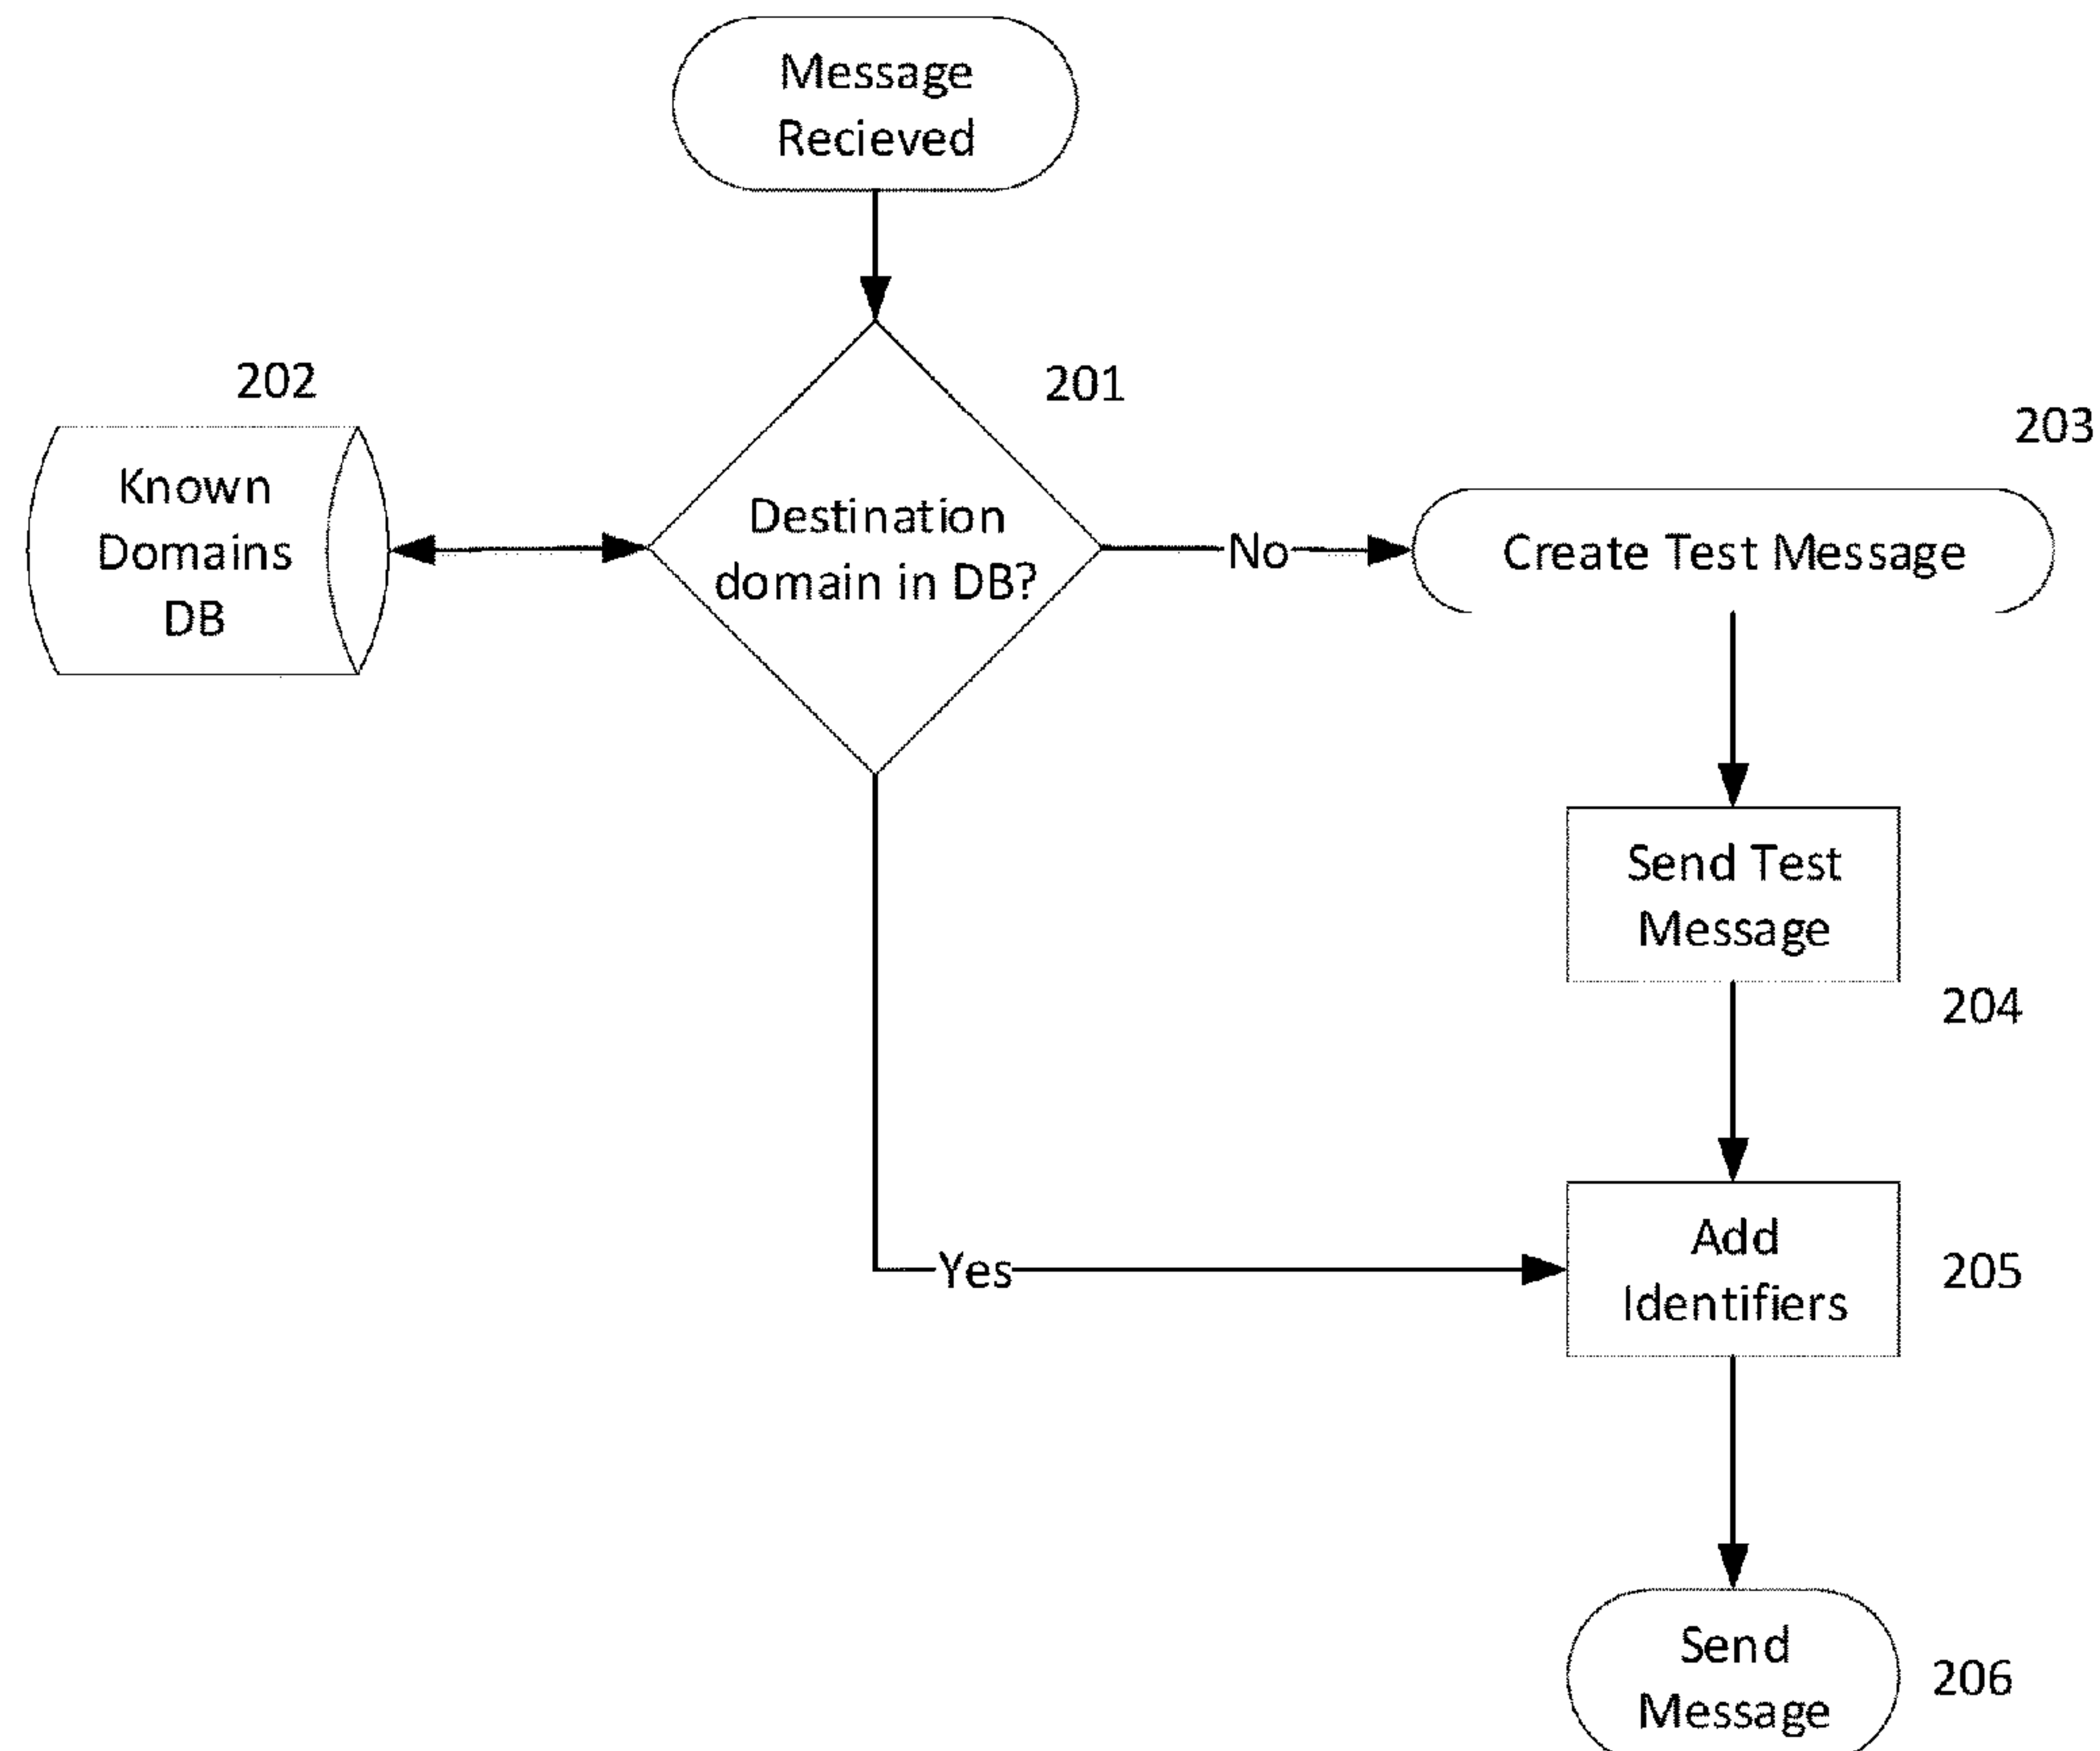 Message
Recieved
202
201
203
Known
Domains
DB
Destination
domain in DB?
No
Create Test Message
Send Test
Message
204
Yes
Add
Identifiers
205
Send
Message
206